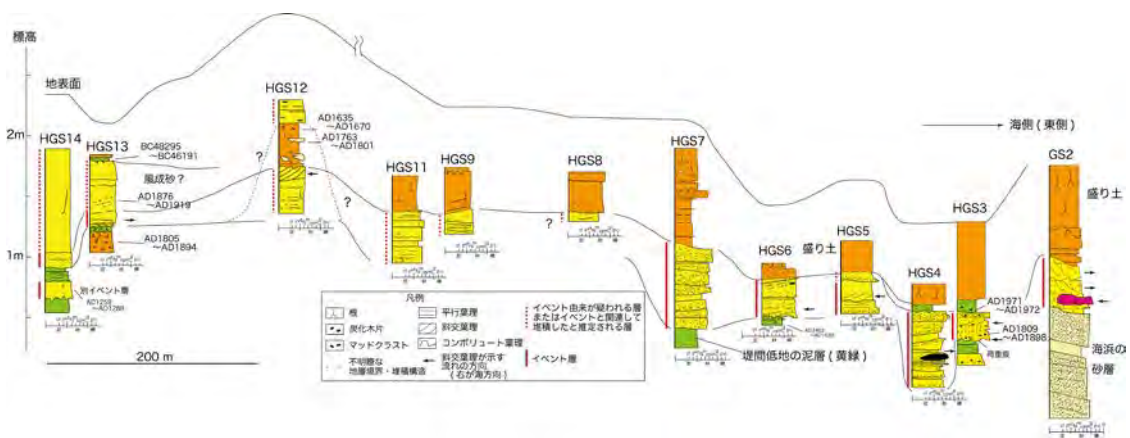 標高
地表面
2m
1m
HGS14
HGS13
BC48295
～BC46191
風成砂？
AD1876
～AD1919
AD1805
～AD1894
別イベント層
200 m
HGS12
AD1635
～AD1670
AD1763
～AD1801
?
?
HGS11
HGS9
HGS8
?
HGS7
→ 海側(東側)
HGS6
盛り土
HGS5
HGS4
HGS3
AD1971
～AD1972
AD1809
～AD1898
荷重痕
GS2
盛り土
海浜の
砂層
堤間低地の泥層(黄緑)
凡例
根
炭化木片
マッドクラスト
不明瞭な
地層境界・堆積構造
平行葉理
斜交葉理
コンボリュート葉理
斜交葉理が示す
流れの方向
(右が海方向)
イベント由来が疑われる層
またはイベントと関連して
堆積したと推定される層
イベント層